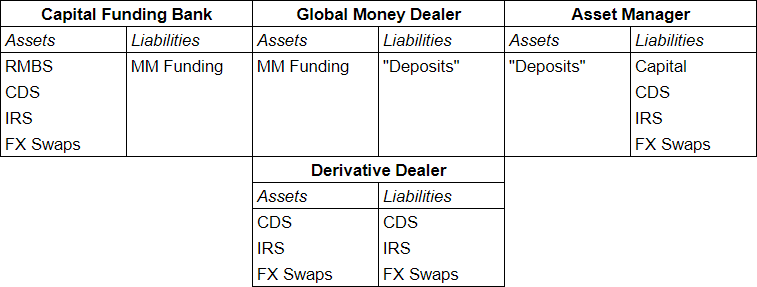 Capital Funding Bank Global Money Dealer Asset Manager
Assets Liabilities Assets Liabilities Assets Liabilities
RMBS MM Funding MM Funding "Deposits" "Deposits" Capital
CDS CDS
IRS IRS
FX Swaps FX Swaps
Derivative Dealer
Assets Liabilities
CDS CDS
IRS IRS
FX Swaps FX Swaps